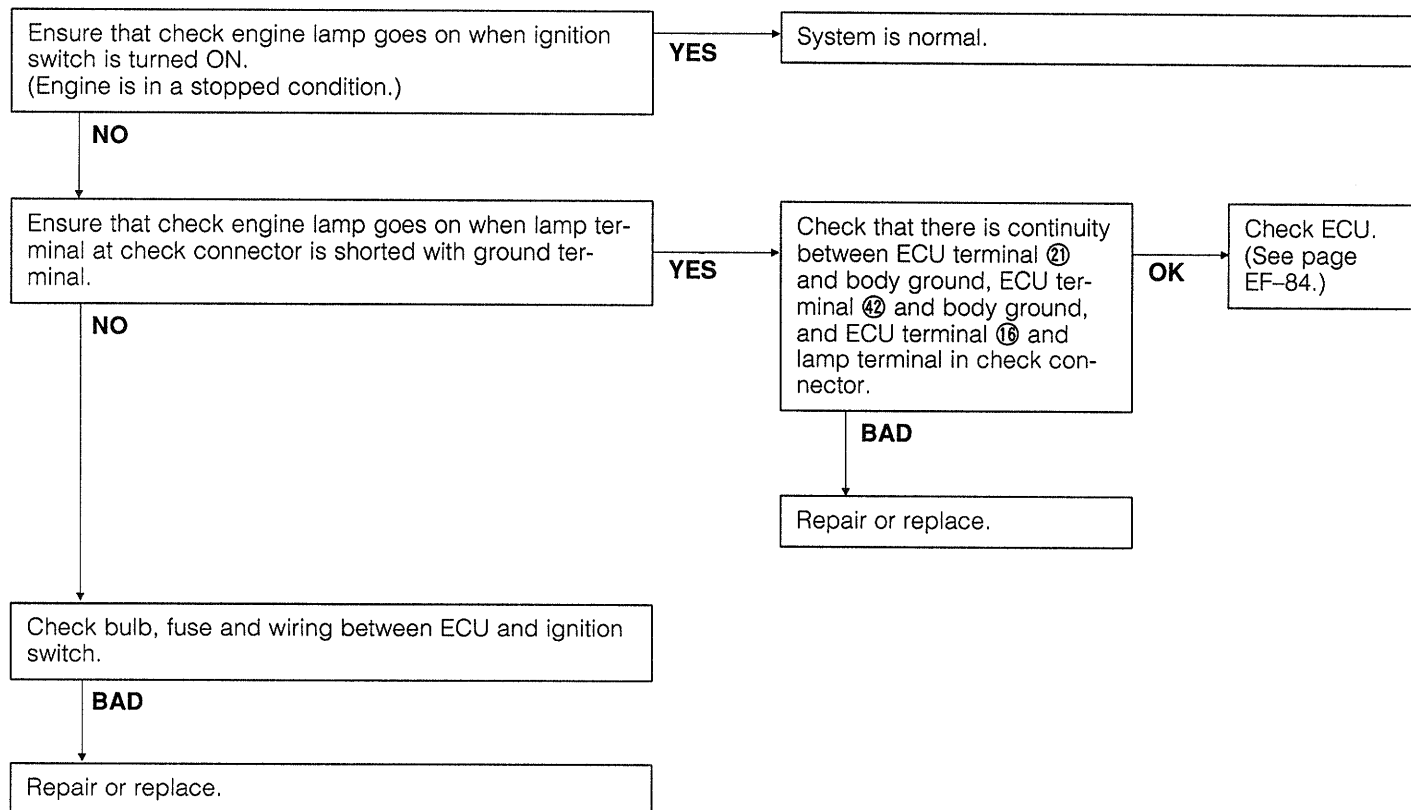 Ensure that check engine lamp goes on when ignition
switch is turned ON.
(Engine is in a stopped condition.)
YES
System is normal.
NO
Ensure that check engine lamp goes on when lamp ter-
minal at check connector is shorted with ground ter-
minal.
YES
Check that there is continuity
between ECU terminal ㉑
and body ground, ECU ter-
minal ㊷ and body ground,
and ECU terminal ⑯ and
lamp terminal in check con-
nector.
OK
Check ECU.
(See page
EF–84.)
NO
BAD
Repair or replace.
Check bulb, fuse and wiring between ECU and ignition
switch.
BAD
Repair or replace.